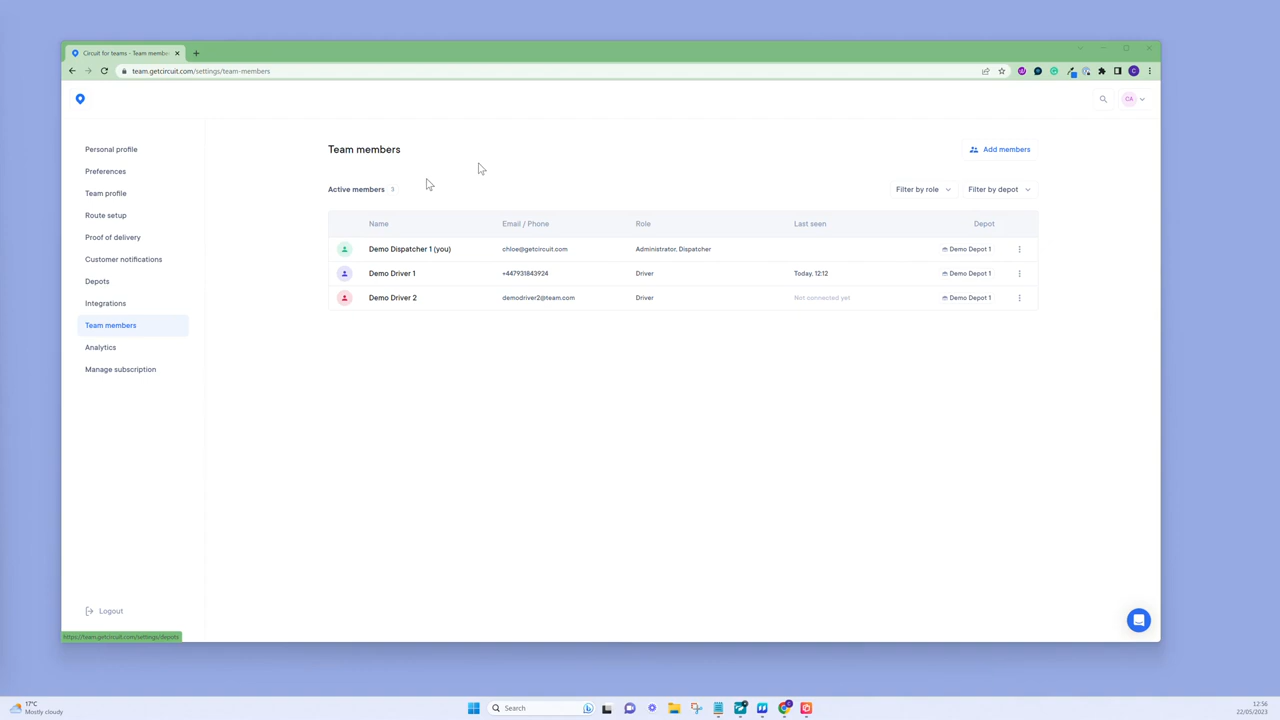 Circuit for teams - Team membe
team.getcircuit.com/settings/team-members
CA
Personal profile
Preferences
Team profile
Route setup
Proof of delivery
Customer notifications
Depots
Integrations
Team members
Analytics
Manage subscription
Logout
Team members
Add members
Active members 3
Filter by role
Filter by depot
Name Email / Phone Role Last seen Depot
Demo Dispatcher 1 (you) chloe@getcircuit.com Administrator, Dispatcher Demo Depot 1
Demo Driver 1 +447931843924 Driver Today, 12:12 Demo Depot 1
Demo Driver 2 demodriver2@team.com Driver Not connected yet Demo Depot 1
https://team.getcircuit.com/settings/depots
17°C
Mostly cloudy
Search
12:56
22/05/2023